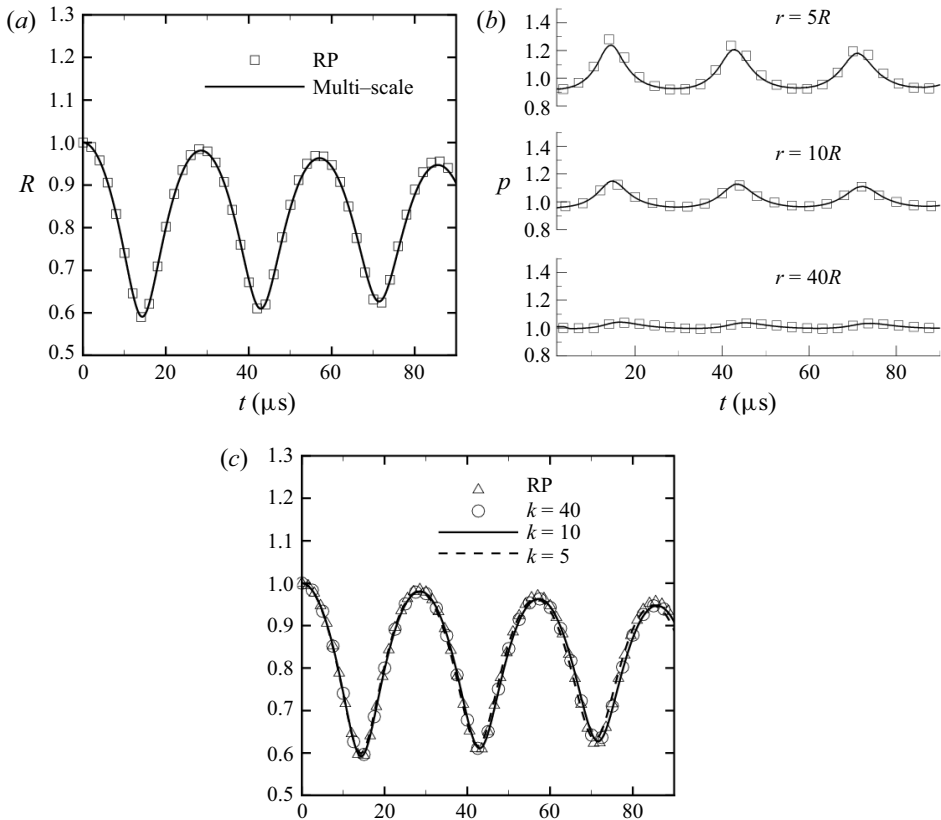 (a)
1.3
1.2
1.1
1.0
0.9
0.8
0.7
0.6
0.5
R
RP
Multi–scale
0 20 40 60 80
t (μs)
(b)
r = 5R
1.4
1.2
1.0
0.8
r = 10R
1.4
1.2
1.0
0.8
p
r = 40R
1.4
1.2
1.0
0.8
20 40 60 80
t (μs)
(c)
1.3
1.2
1.1
1.0
0.9
0.8
0.7
0.6
0.5
RP
k = 40
k = 10
k = 5
0 20 40 60 80